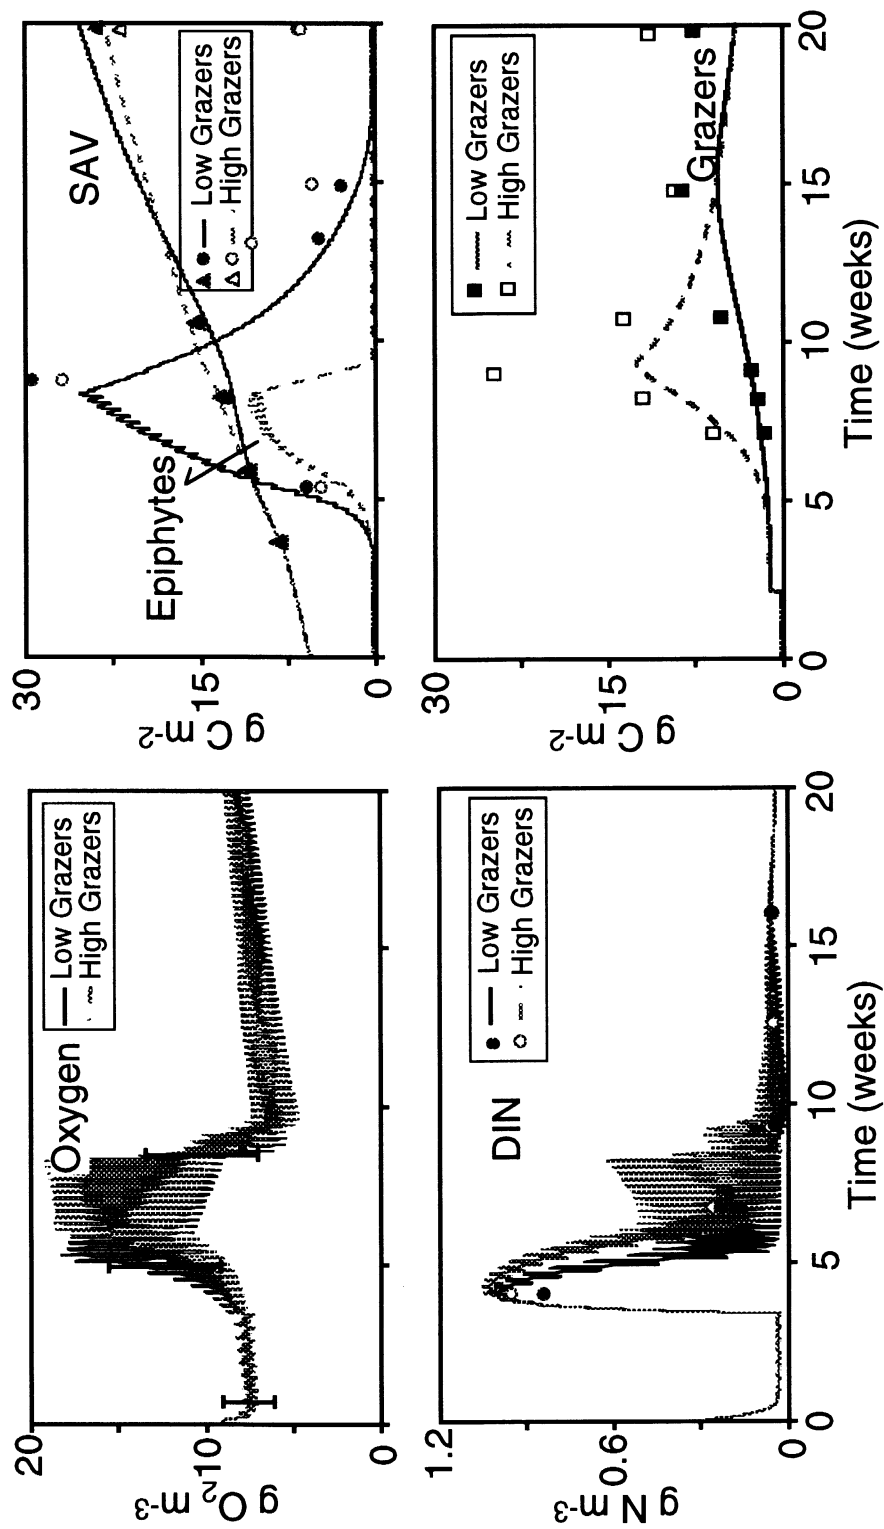 20
10
0
g O2 m-3
Oxygen
Low Grazers
High Grazers
30
15
0
g C m-2
SAV
Epiphytes
Low Grazers
High Grazers
1.2
0.6
0
g N m-3
DIN
Low Grazers
High Grazers
0
5
10
15
20
Time (weeks)
30
15
0
g C m-2
Low Grazers
High Grazers
Grazers
0
5
10
15
20
Time (weeks)